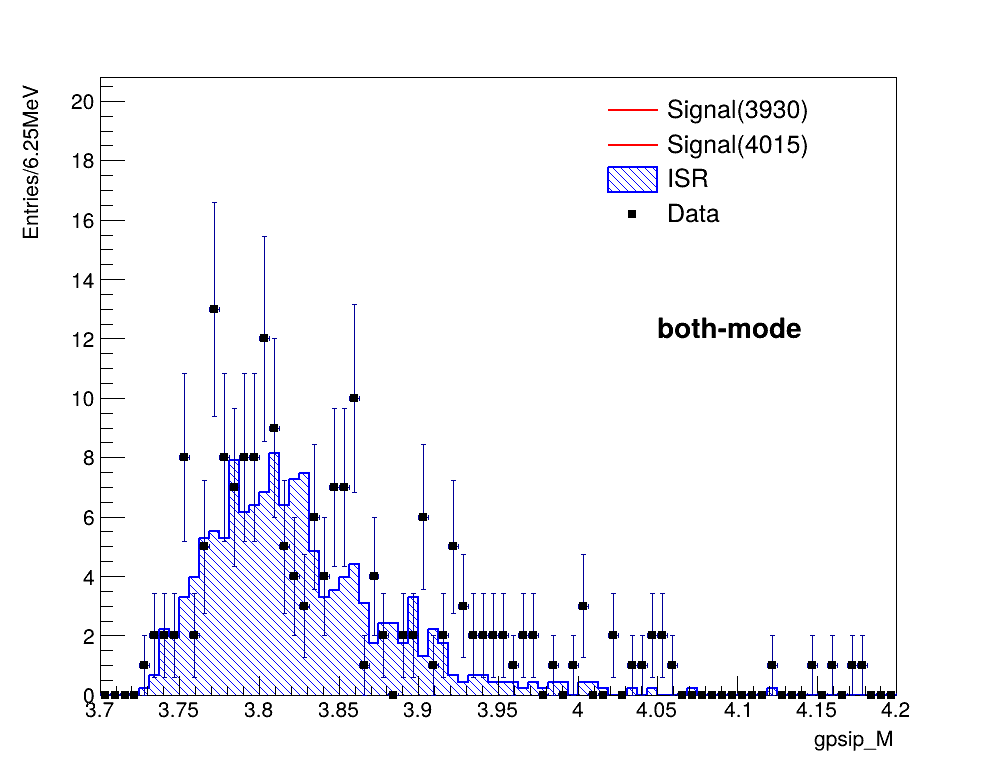 Entries/6.25MeV
20
18
16
14
12
10
8
6
4
2
0
3.7 3.75 3.8 3.85 3.9 3.95 4 4.05 4.1 4.15 4.2
gpsip_M
Signal(3930)
Signal(4015)
ISR
Data
both-mode